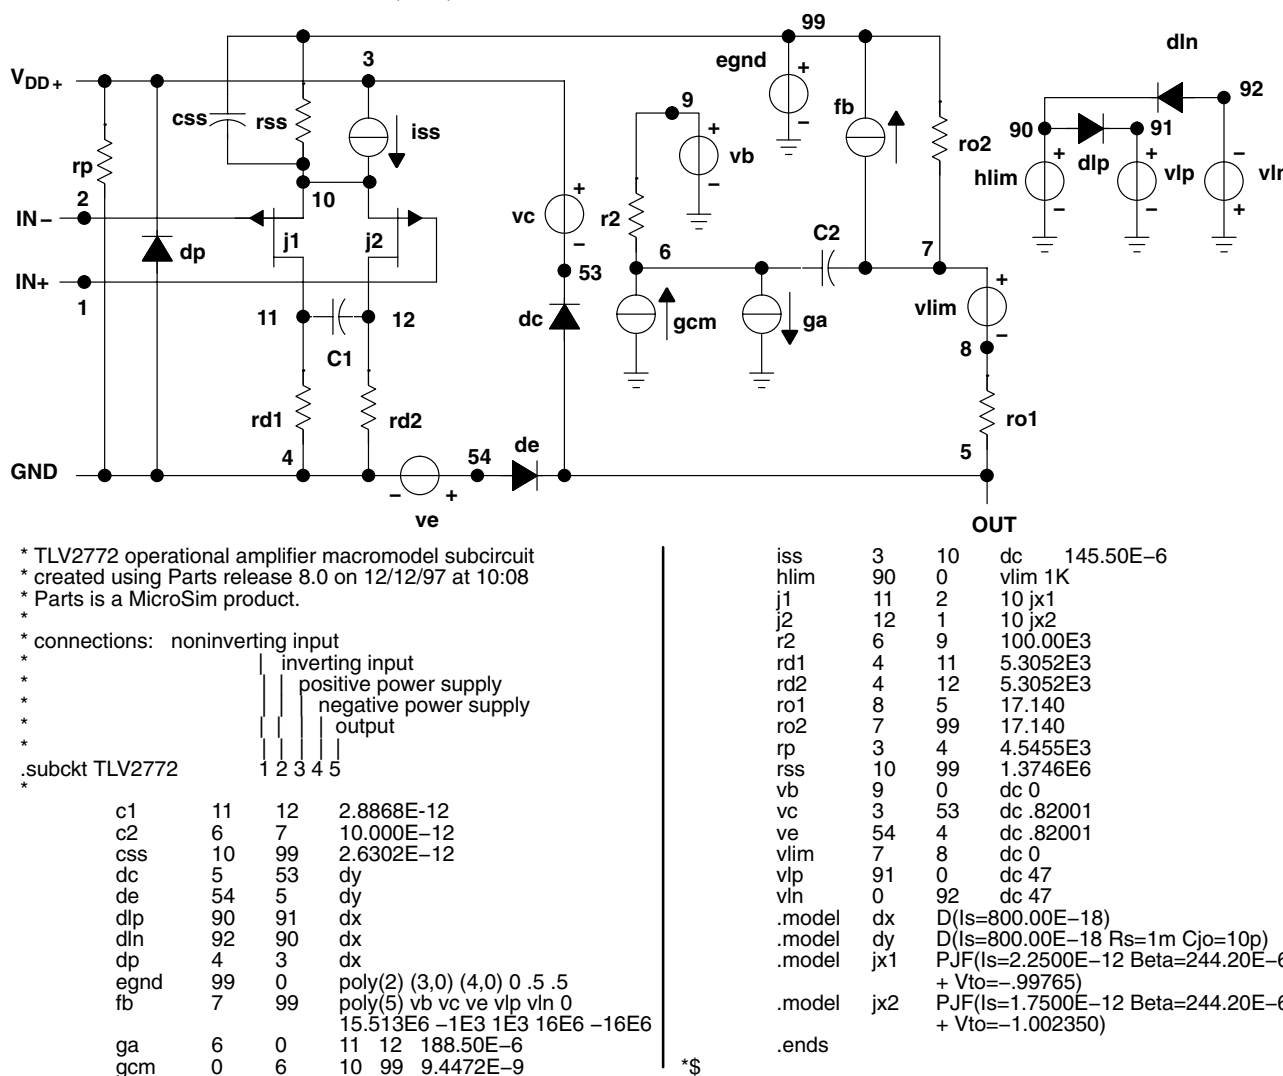 99
dln
3
egnd
92
VDD+
9
css
rss
iss
fb
90
91
vb
ro2
dlp
rp
hlim
vlp
2
10
IN−
vc
r2
C2
j1
j2
dp
6
7
IN+
53
1
vlim
11
12
dc
gcm
ga
8
C1
rd1
rd2
ro1
de
4
54
5
GND
− +
ve
OUT
* TLV2772 operational amplifier macromodel subcircuit
* created using Parts release 8.0 on 12/12/97 at 10:08
* Parts is a MicroSim product.
*
* connections: noninverting input
* | inverting input
* | | positive power supply
* | | | negative power supply
* | | | | output
* | | | | |
.subckt TLV2772 1 2 3 4 5
*
c1 11 12 2.8868E-12
c2 6 7 10.000E−12
css 10 99 2.6302E−12
dc 5 53 dy
de 54 5 dy
dlp 90 91 dx
dln 92 90 dx
dp 4 3 dx
egnd 99 0 poly(2) (3,0) (4,0) 0 .5 .5
fb 7 99 poly(5) vb vc ve vlp vln 0
15.513E6 −1E3 1E3 16E6 −16E6
ga 6 0 11 12 188.50E−6
gcm 0 6 10 99 9.4472E−9
iss 3 10 dc 145.50E−6
hlim 90 0 vlim 1K
j1 11 2 10 jx1
j2 12 1 10 jx2
r2 6 9 100.00E3
rd1 4 11 5.3052E3
rd2 4 12 5.3052E3
ro1 8 5 17.140
ro2 7 99 17.140
rp 3 4 4.5455E3
rss 10 99 1.3746E6
vb 9 0 dc 0
vc 3 53 dc .82001
ve 54 4 dc .82001
vlim 7 8 dc 0
vlp 91 0 dc 47
vln 0 92 dc 47
.model dx D(Is=800.00E−18)
.model dy D(Is=800.00E−18 Rs=1m Cjo=10p)
.model jx1 PJF(Is=2.2500E−12 Beta=244.20E−6
+ Vto=−.99765)
.model jx2 PJF(Is=1.7500E−12 Beta=244.20E−6
+ Vto=−1.002350)
.ends
*$